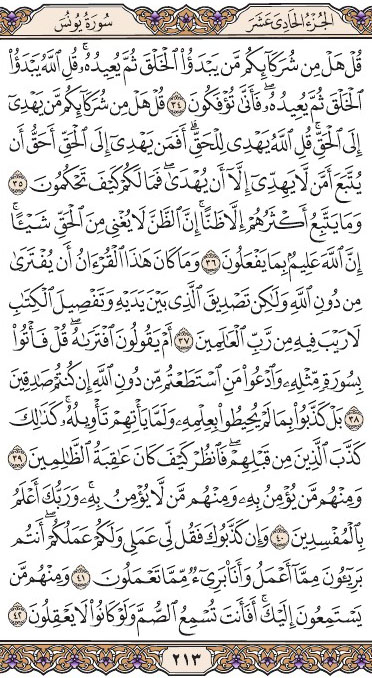 الجزء الحادي عشر سورة يونس
قُلْ هَلْ مِن شُرَكَآئِكُم مَّن يَبْدَؤُا۟ ٱلْخَلْقَ ثُمَّ يُعِيدُهُۥ ۚ قُلِ ٱللَّهُ يَبْدَؤُا۟
ٱلْخَلْقَ ثُمَّ يُعِيدُهُۥ ۖ فَأَنَّىٰ تُؤْفَكُونَ ٣٤ قُلْ هَلْ مِن شُرَكَآئِكُم مَّن يَهْدِىٓ
إِلَى ٱلْحَقِّ ۚ قُلِ ٱللَّهُ يَهْدِى لِلْحَقِّ ۗ أَفَمَن يَهْدِىٓ إِلَى ٱلْحَقِّ أَحَقُّ أَن
يُتَّبَعَ أَمَّن لَّا يَهِدِّىٓ إِلَّآ أَن يُهْدَىٰ ۖ فَمَا لَكُمْ كَيْفَ تَحْكُمُونَ ٣٥
وَمَا يَتَّبِعُ أَكْثَرُهُمْ إِلَّا ظَنًّا ۚ إِنَّ ٱلظَّنَّ لَا يُغْنِى مِنَ ٱلْحَقِّ شَيْـًٔا ۚ
إِنَّ ٱللَّهَ عَلِيمٌۢ بِمَا يَفْعَلُونَ ٣٦ وَمَا كَانَ هَـٰذَا ٱلْقُرْءَانُ أَن يُفْتَرَىٰ
مِن دُونِ ٱللَّهِ وَلَـٰكِن تَصْدِيقَ ٱلَّذِى بَيْنَ يَدَيْهِ وَتَفْصِيلَ ٱلْكِتَـٰبِ
لَا رَيْبَ فِيهِ مِن رَّبِّ ٱلْعَـٰلَمِينَ ٣٧ أَمْ يَقُولُونَ ٱفْتَرَىٰهُ ۖ قُلْ فَأْتُوا۟
بِسُورَةٍ مِّثْلِهِۦ وَٱدْعُوا۟ مَنِ ٱسْتَطَعْتُم مِّن دُونِ ٱللَّهِ إِن كُنتُمْ صَـٰدِقِينَ
٣٨ بَلْ كَذَّبُوا۟ بِمَا لَمْ يُحِيطُوا۟ بِعِلْمِهِۦ وَلَمَّا يَأْتِهِمْ تَأْوِيلُهُۥ ۚ كَذَٰلِكَ
كَذَّبَ ٱلَّذِينَ مِن قَبْلِهِمْ ۖ فَٱنظُرْ كَيْفَ كَانَ عَـٰقِبَةُ ٱلظَّـٰلِمِينَ ٣٩
وَمِنْهُم مَّن يُؤْمِنُ بِهِۦ وَمِنْهُم مَّن لَّا يُؤْمِنُ بِهِۦ ۚ وَرَبُّكَ أَعْلَمُ
بِٱلْمُفْسِدِينَ ٤٠ وَإِن كَذَّبُوكَ فَقُل لِّى عَمَلِى وَلَكُمْ عَمَلُكُمْ ۖ أَنتُم
بَرِيٓـُٔونَ مِمَّآ أَعْمَلُ وَأَنَا۠ بَرِىٓءٌ مِّمَّا تَعْمَلُونَ ٤١ وَمِنْهُم مَّن
يَسْتَمِعُونَ إِلَيْكَ ۚ أَفَأَنتَ تُسْمِعُ ٱلصُّمَّ وَلَوْ كَانُوا۟ لَا يَعْقِلُونَ ٤٢
٢١٣